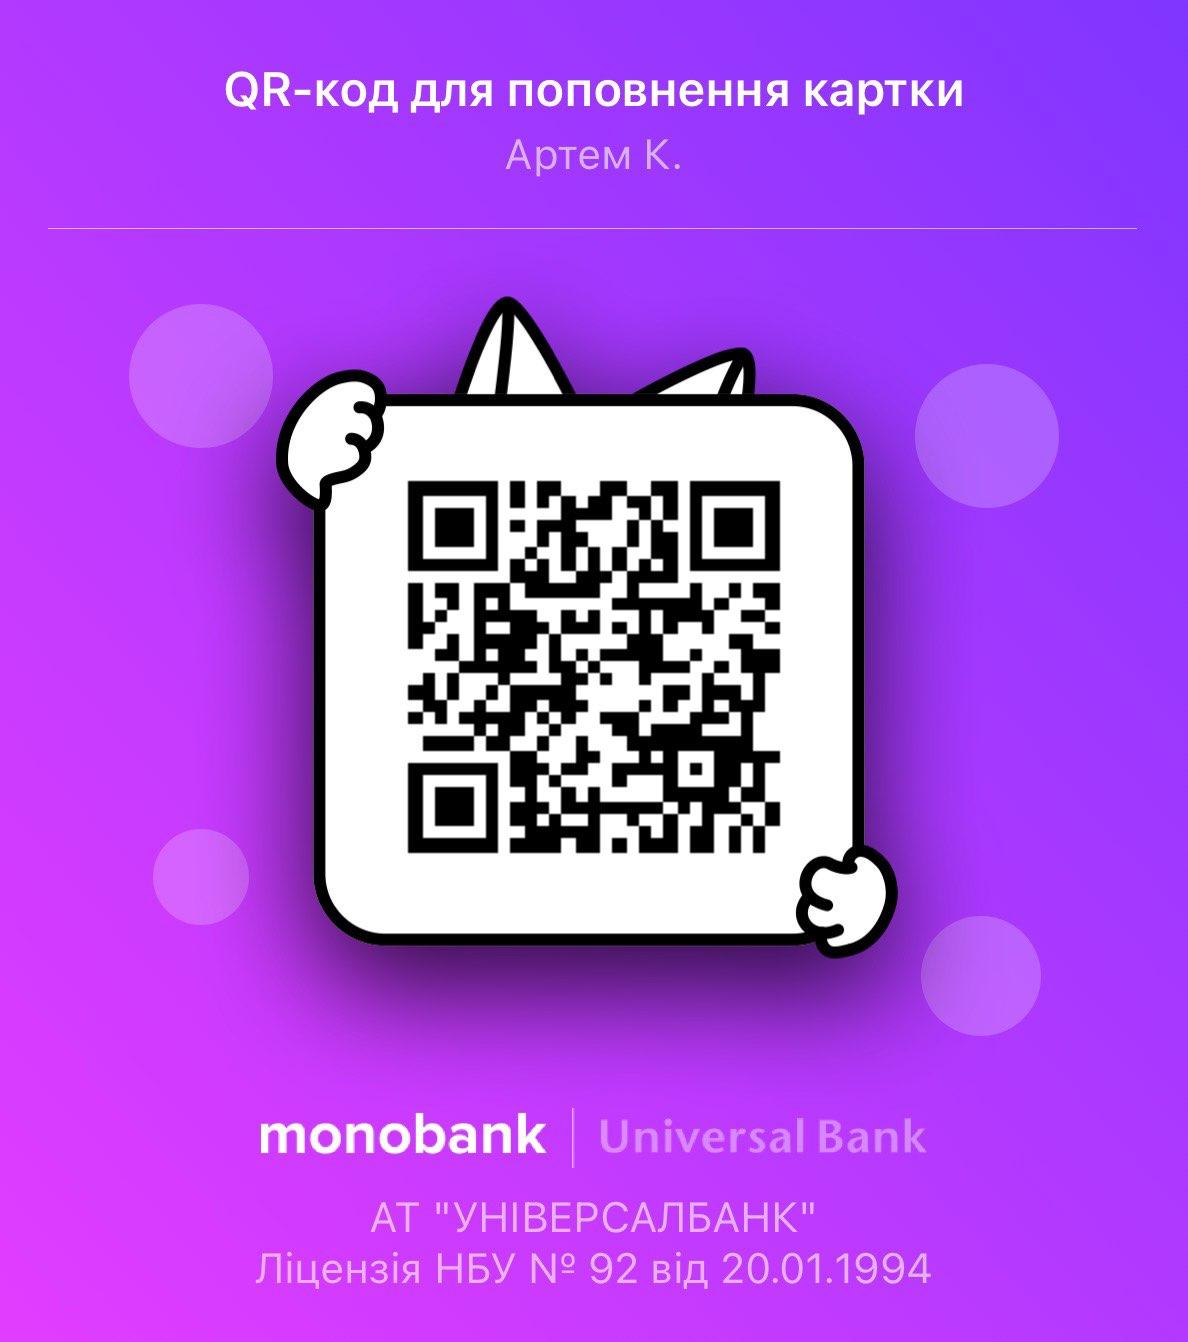 QR-код для поповнення картки
Артем К.
monobank | Universal Bank
АТ "УНІВЕРСАЛБАНК"
Ліцензія НБУ № 92 від 20.01.1994